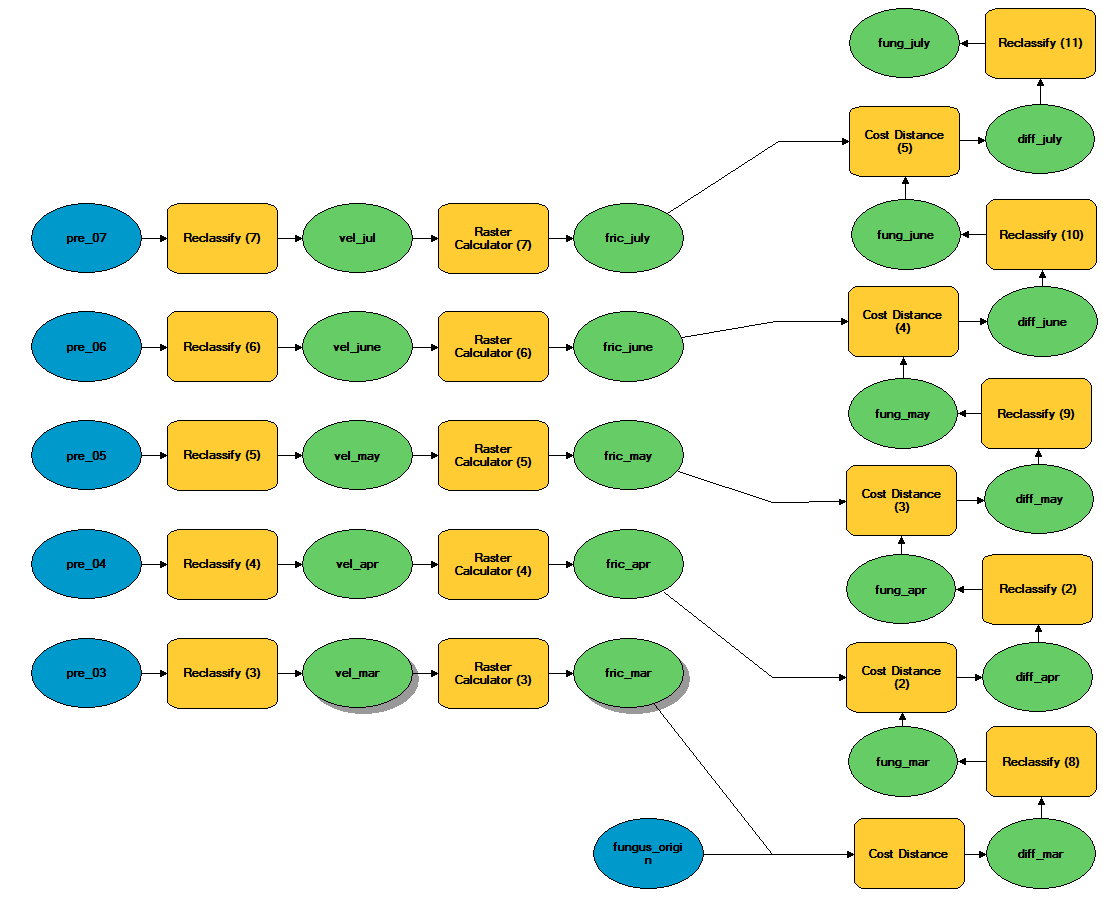 fung_july
Reclassify (11)
Cost Distance
(5)
diff_july
pre_07
Reclassify (7)
vel_jul
Raster
Calculator (7)
fric_july
fung_june
Reclassify (10)
pre_06
Reclassify (6)
vel_june
Raster
Calculator (6)
fric_june
Cost Distance
(4)
diff_june
fung_may
Reclassify (9)
pre_05
Reclassify (5)
vel_may
Raster
Calculator (5)
fric_may
Cost Distance
(3)
diff_may
pre_04
Reclassify (4)
vel_apr
Raster
Calculator (4)
fric_apr
fung_apr
Reclassify (2)
pre_03
Reclassify (3)
vel_mar
Raster
Calculator (3)
fric_mar
Cost Distance
(2)
diff_apr
fung_mar
Reclassify (8)
fungus_origi
n
Cost Distance
diff_mar